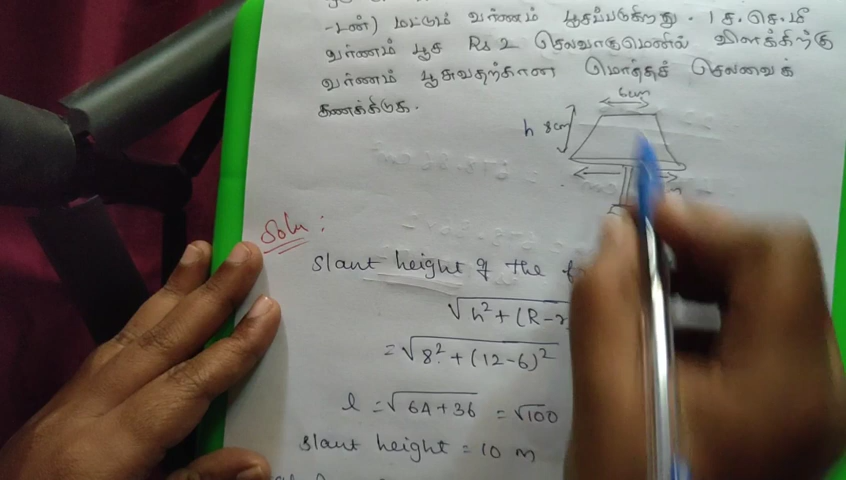 -டன்) மட்டும் வர்ணம் பூசப்படுகிறது. 1 ச.செ.மீ
வர்ணம் பூச Rs 2 செலவாகுமெனில் விளக்கிற்கு
வர்ணம் பூசுவதற்கான மொத்தச் செலவைக்
கணக்கிடுக.
6cm
h 8cm
Solu :
Slant height of the
√h² + (R-r
= √8² + (12-6)²
l = √64+36 = √100
Slant height = 10 m